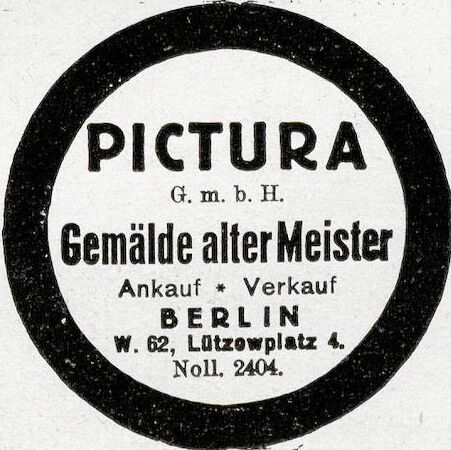 PICTURA
G. m. b. H.
Gemälde alter Meister
Ankauf * Verkauf
BERLIN
W. 62, Lützowplatz 4.
Noll. 2404.